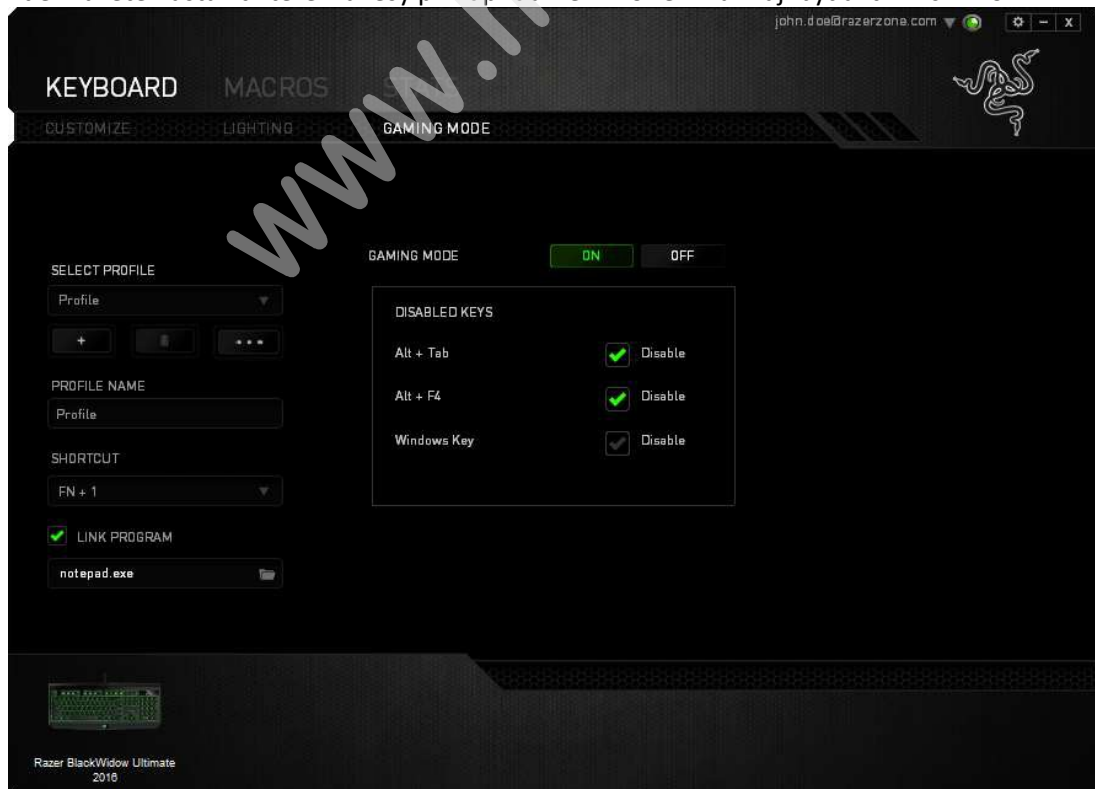 john.doe@razerzone.com
KEYBOARD MACROS
CUSTOMIZE LIGHTING GAMING MODE
GAMING MODE ON OFF
SELECT PROFILE
Profile
DISABLED KEYS
Alt + Tab Disable
PROFILE NAME
Alt + F4 Disable
Profile
Windows Key Disable
SHORTCUT
FN + 1
LINK PROGRAM
notepad.exe
Razer BlackWidow Ultimate
2016
www.